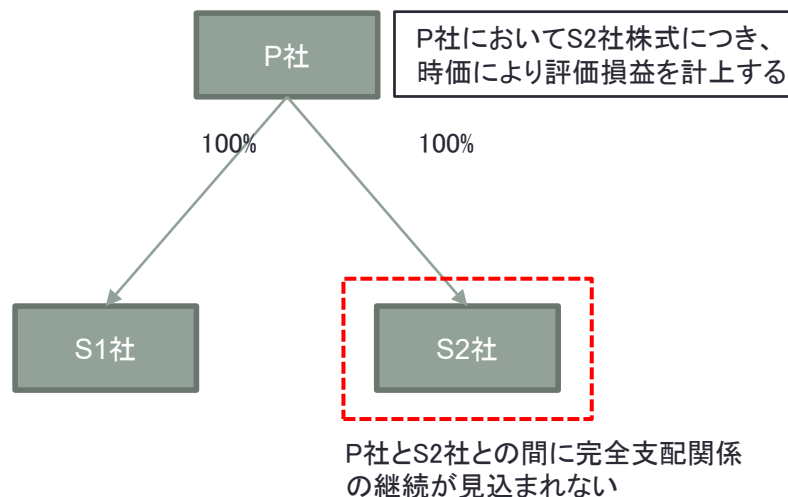 P社
P社においてS2社株式につき、
時価により評価損益を計上する
100%
100%
S1社
S2社
P社とS2社との間に完全支配関係
の継続が見込まれない